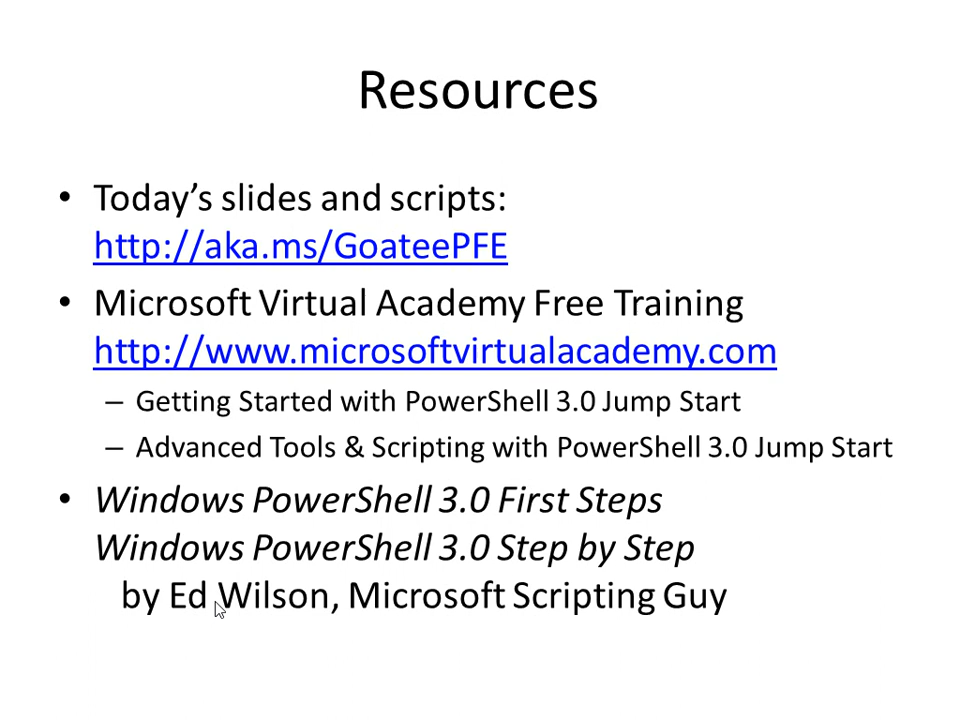 Resources
• Today’s slides and scripts:
http://aka.ms/GoateePFE
• Microsoft Virtual Academy Free Training
http://www.microsoftvirtualacademy.com
– Getting Started with PowerShell 3.0 Jump Start
– Advanced Tools & Scripting with PowerShell 3.0 Jump Start
• Windows PowerShell 3.0 First Steps
Windows PowerShell 3.0 Step by Step
by Ed Wilson, Microsoft Scripting Guy